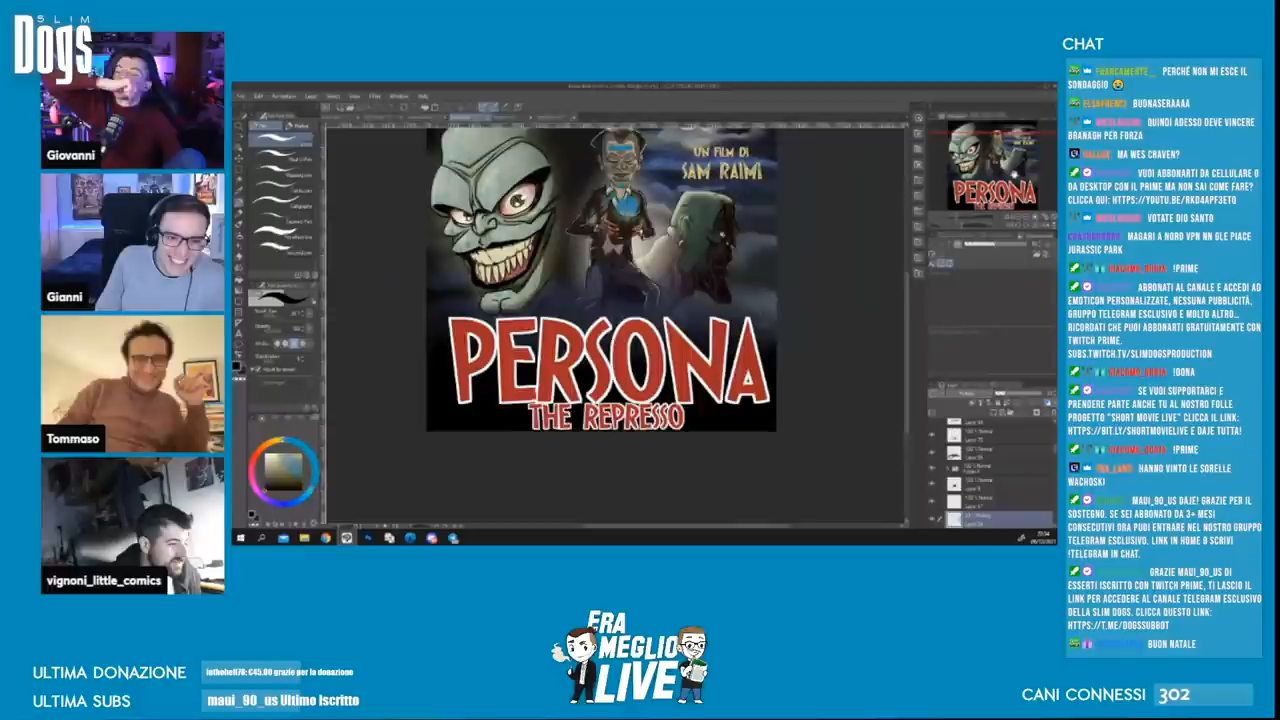 SLIM
Dogs
Giovanni
Gianni
Tommaso
vignoni_little_comics
UN FILM DI
SAM RAIMI
PERSONA
THE REPRESSO
PERSONA
ERA
MEGLIO
LIVE
ULTIMA DONAZIONE
€45.00 grazie per la donazione
ULTIMA SUBS
maui_90_us Ultimo Iscritto
CANI CONNESSI 302
CHAT
PERCHÉ NON MI ESCE IL
SONDAGGIO
BUONASERAAAA
QUINDI ADESSO DEVE VINCERE
BRANAGH PER FORZA
MA WES CRAVEN?
VUOI ABBONARTI DA CELLULARE O
DA DESKTOP CON IL PRIME MA NON SAI COME FARE?
CLICCA QUI: HTTPS://YOUTU.BE/RKD4APF3ETQ
VOTATE DIO SANTO
MAGARI A NORD VPN NN GLE PIACE
JURASSIC PARK
!PRIME
ABBONATI AL CANALE E ACCEDI AD
EMOTICON PERSONALIZZATE, NESSUNA PUBBLICITÀ,
GRUPPO TELEGRAM ESCLUSIVO E MOLTO ALTRO...
RICORDATI CHE PUOI ABBONARTI GRATUITAMENTE CON
TWITCH PRIME.
SUBS.TWITCH.TV/SLIMDOGSPRODUCTION
!DONA
SE VUOI SUPPORTARCI E
PRENDERE PARTE ANCHE TU AL NOSTRO FOLLE
PROGETTO "SHORT MOVIE LIVE" CLICCA IL LINK:
HTTPS://BIT.LY/SHORTMOVIELIVE E DAJE TUTTA!
!PRIME
HANNO VINTO LE SORELLE
WACHOSKI
MAUI_90_US DAJE! GRAZIE PER IL
SOSTEGNO. SE SEI ABBONATO DA 3+ MESI
CONSECUTIVI ORA PUOI ENTRARE NEL NOSTRO GRUPPO
TELEGRAM ESCLUSIVO. LINK IN HOME O SCRIVI
!TELEGRAM IN CHAT.
GRAZIE MAUI_90_US DI
ESSERTI ISCRITTO CON TWITCH PRIME, TI LASCIO IL
LINK PER ACCEDERE AL CANALE TELEGRAM ESCLUSIVO
DELLA SLIM DOGS. CLICCA QUESTO LINK:
HTTPS://T.ME/DOGSSUBBOT
BUON NATALE